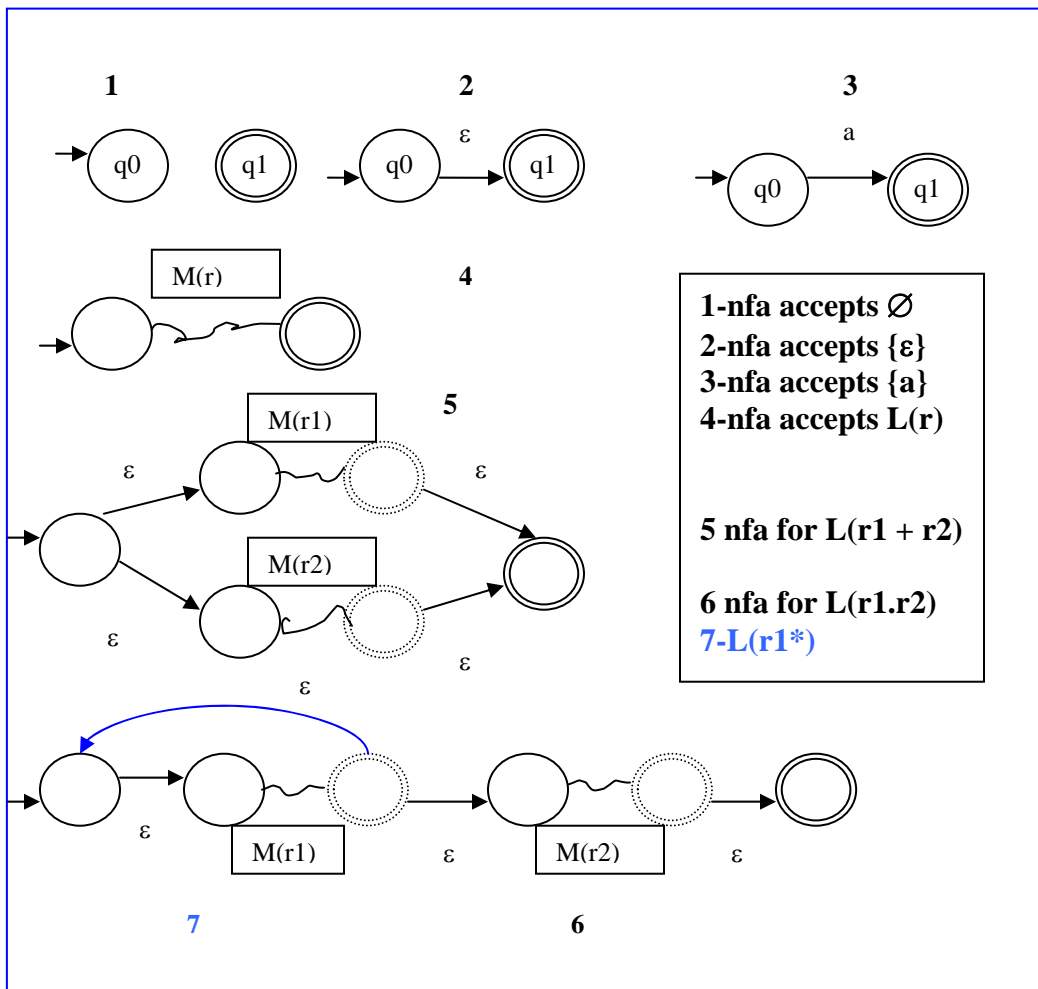 1
2
3
ε
a
q0
q1
q0
q1
q0
q1
M(r)
4
1-nfa accepts ∅
2-nfa accepts {ε}
3-nfa accepts {a}
4-nfa accepts L(r)
5 nfa for L(r1 + r2)
6 nfa for L(r1.r2)
7-L(r1*)
5
M(r1)
ε
ε
M(r2)
ε
ε
ε
ε
M(r1)
ε
M(r2)
ε
7
6